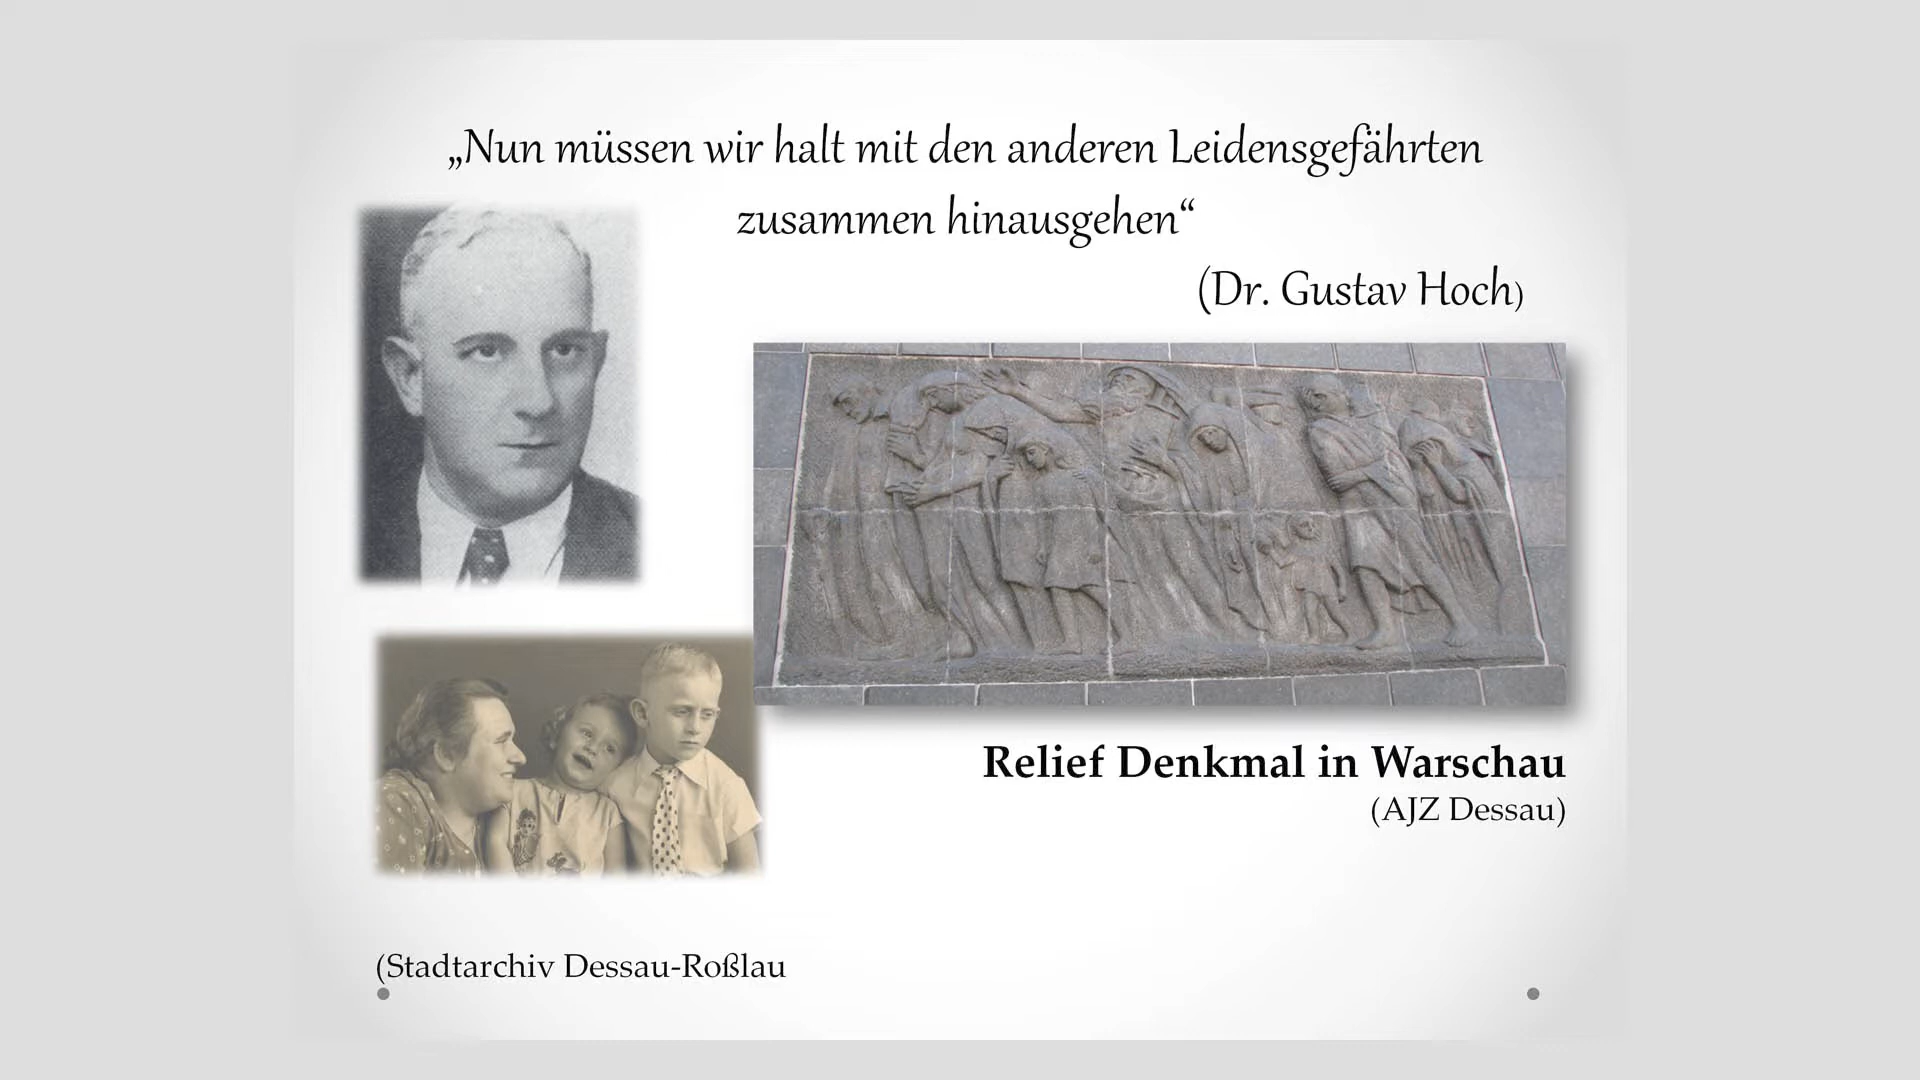 „Nun müssen wir halt mit den anderen Leidensgefährten
zusammen hinausgehen“
(Dr. Gustav Hoch)
Relief Denkmal in Warschau
(AJZ Dessau)
(Stadtarchiv Dessau-Roßlau